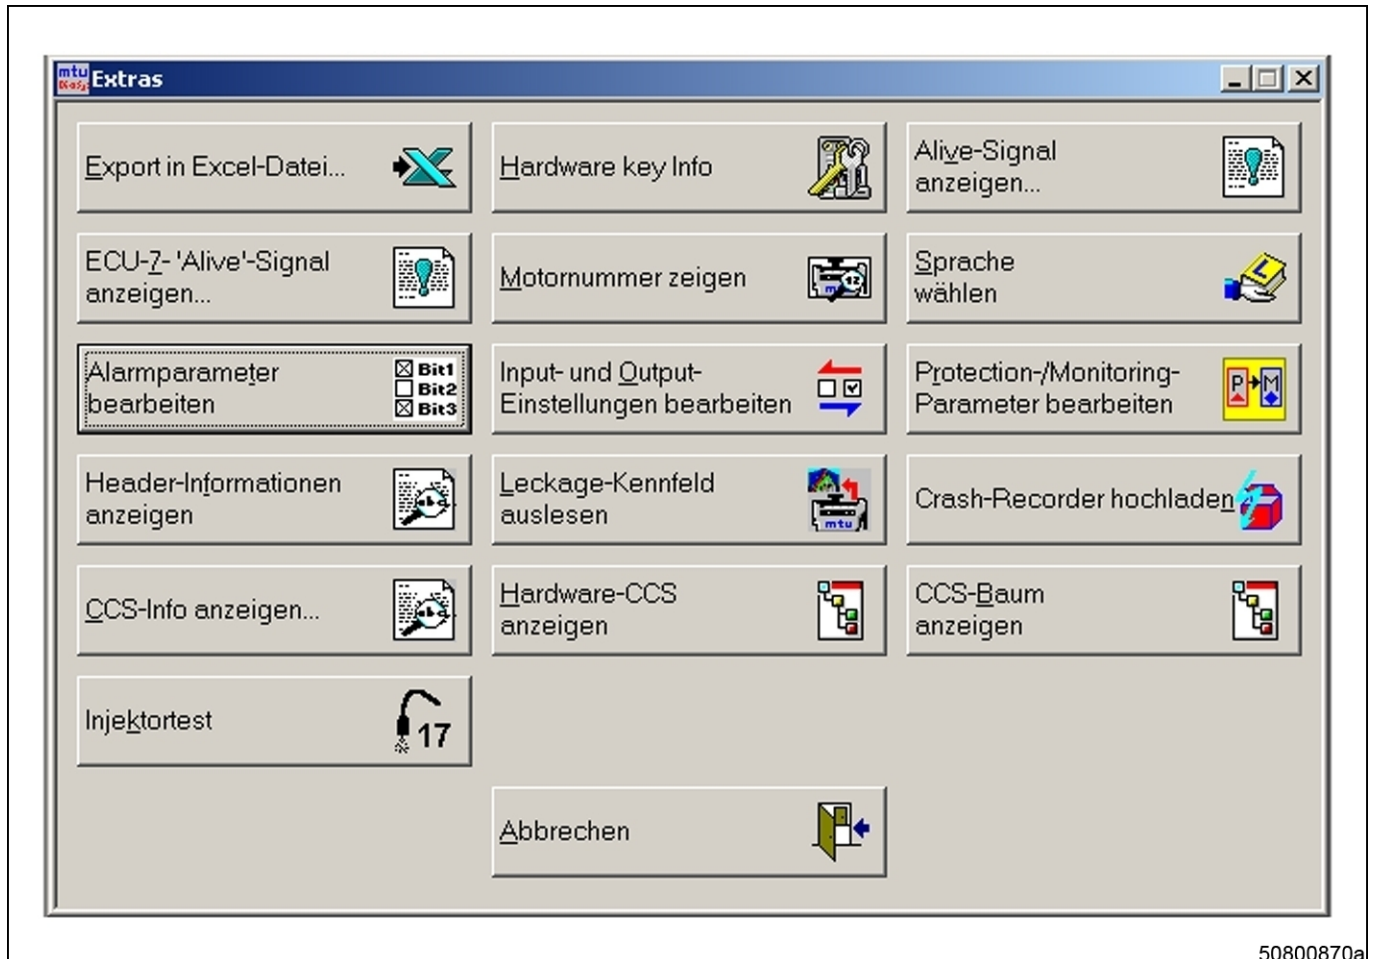 mtu
Extras
Export in Excel-Datei...
Hardware key Info
Alive-Signal
anzeigen...
ECU-7- 'Alive'-Signal
anzeigen...
Motornummer zeigen
Sprache
wählen
Alarmparameter
bearbeiten
Bit1
Bit2
Bit3
Input- und Output-
Einstellungen bearbeiten
Protection-/Monitoring-
Parameter bearbeiten
P M
Header-Informationen
anzeigen
Leckage-Kennfeld
auslesen
mtu
Crash-Recorder hochladen
CCS-Info anzeigen...
Hardware-CCS
anzeigen
CCS-Baum
anzeigen
Injektortest
17
Abbrechen
50800870a